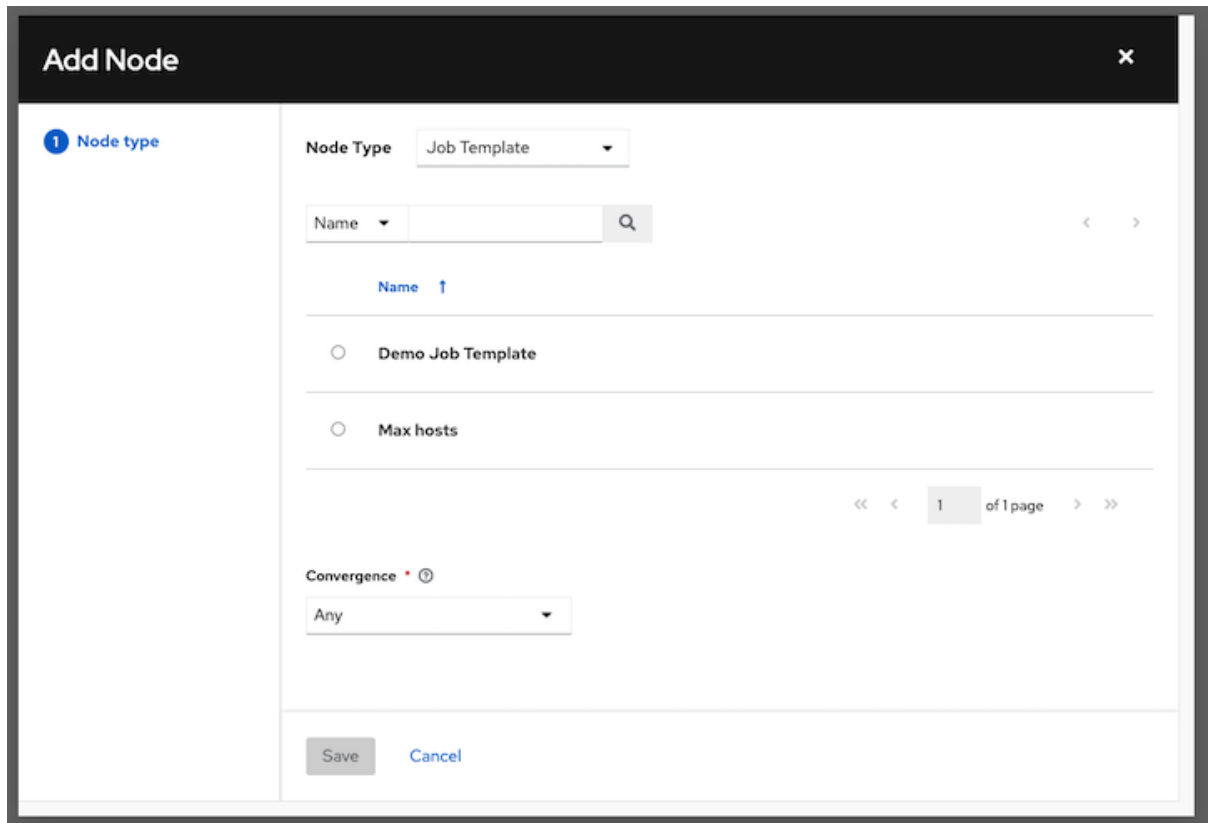 Add Node
1 Node type
Node Type Job Template
Name
Name
Demo Job Template
Max hosts
1 of 1 page
Convergence *
Any
Save Cancel